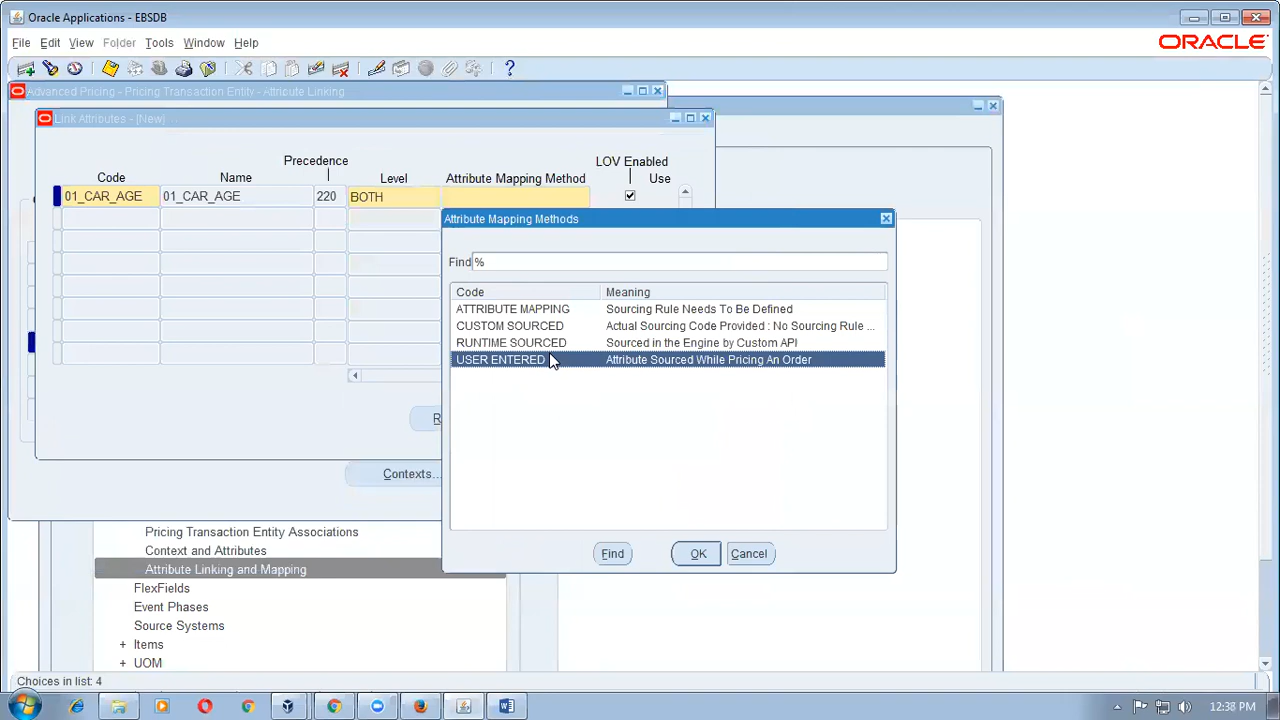 Oracle Applications - EBSDB
File Edit View Folder Tools Window Help
ORACLE
Advanced Pricing - Pricing Transaction Entity - Attribute Linking
Link Attributes - [New]
Precedence
LOV Enabled
Code Name Level Attribute Mapping Method Use
01_CAR_AGE 01_CAR_AGE 220 BOTH
Attribute Mapping Methods
Find %
Code Meaning
ATTRIBUTE MAPPING Sourcing Rule Needs To Be Defined
CUSTOM SOURCED Actual Sourcing Code Provided : No Sourcing Rule ...
RUNTIME SOURCED Sourced in the Engine by Custom API
USER ENTERED Attribute Sourced While Pricing An Order
Contexts...
Find OK Cancel
Pricing Transaction Entity Associations
Context and Attributes
Attribute Linking and Mapping
FlexFields
Event Phases
Source Systems
+ Items
+ UOM
Choices in list: 4
12:38 PM